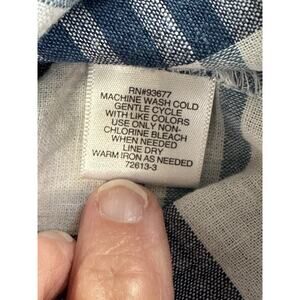 RN#93677
MACHINE WASH COLD
GENTLE CYCLE
WITH LIKE COLORS
USE ONLY NON-
CHLORINE BLEACH
WHEN NEEDED
LINE DRY
WARM IRON AS NEEDED
72613-3